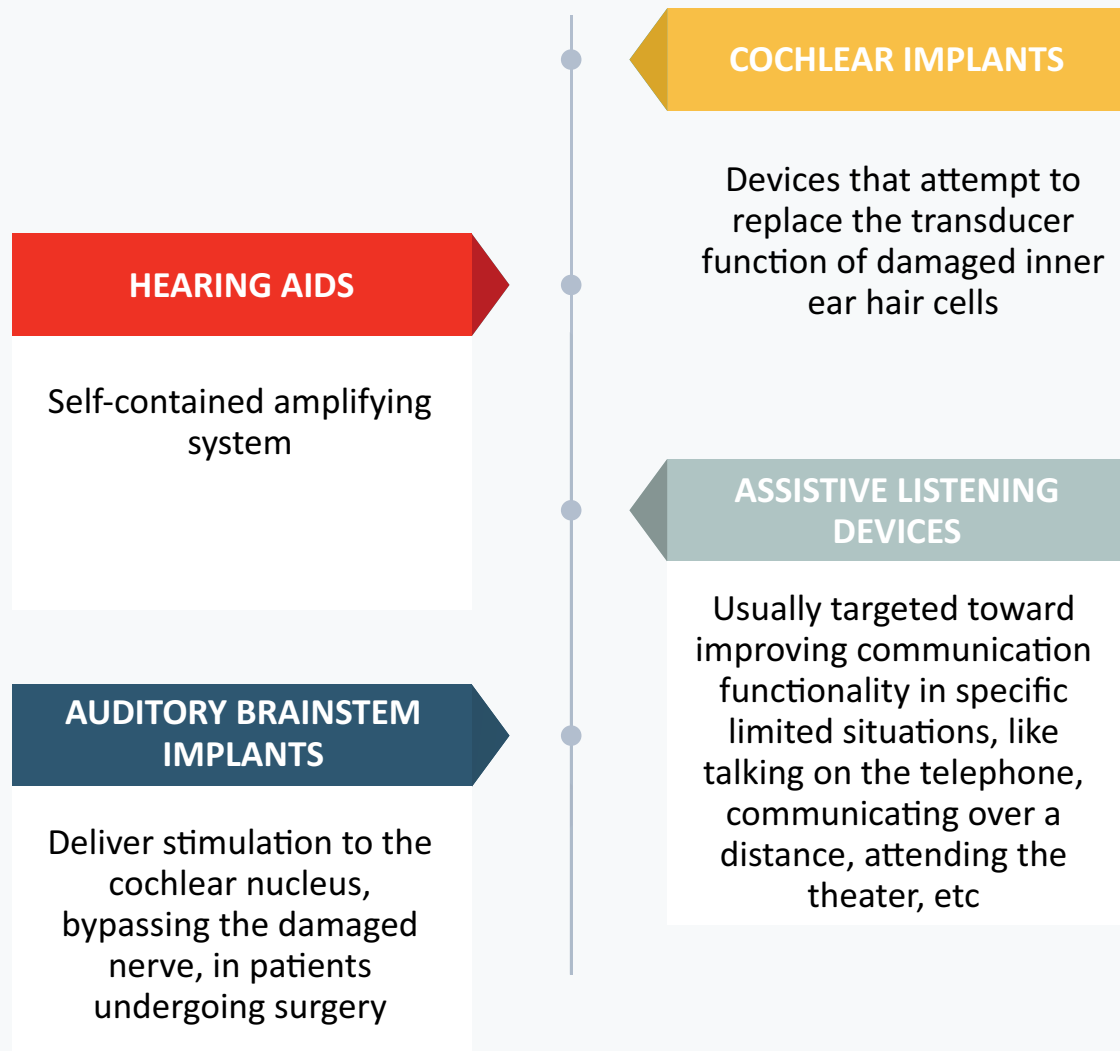 COCHLEAR IMPLANTS
Devices that attempt to
replace the transducer
function of damaged inner
ear hair cells
HEARING AIDS
Self-contained amplifying
system
ASSISTIVE LISTENING
DEVICES
Usually targeted toward
improving communication
functionality in specific
limited situations, like
talking on the telephone,
communicating over a
distance, attending the
theater, etc
AUDITORY BRAINSTEM
IMPLANTS
Deliver stimulation to the
cochlear nucleus,
bypassing the damaged
nerve, in patients
undergoing surgery